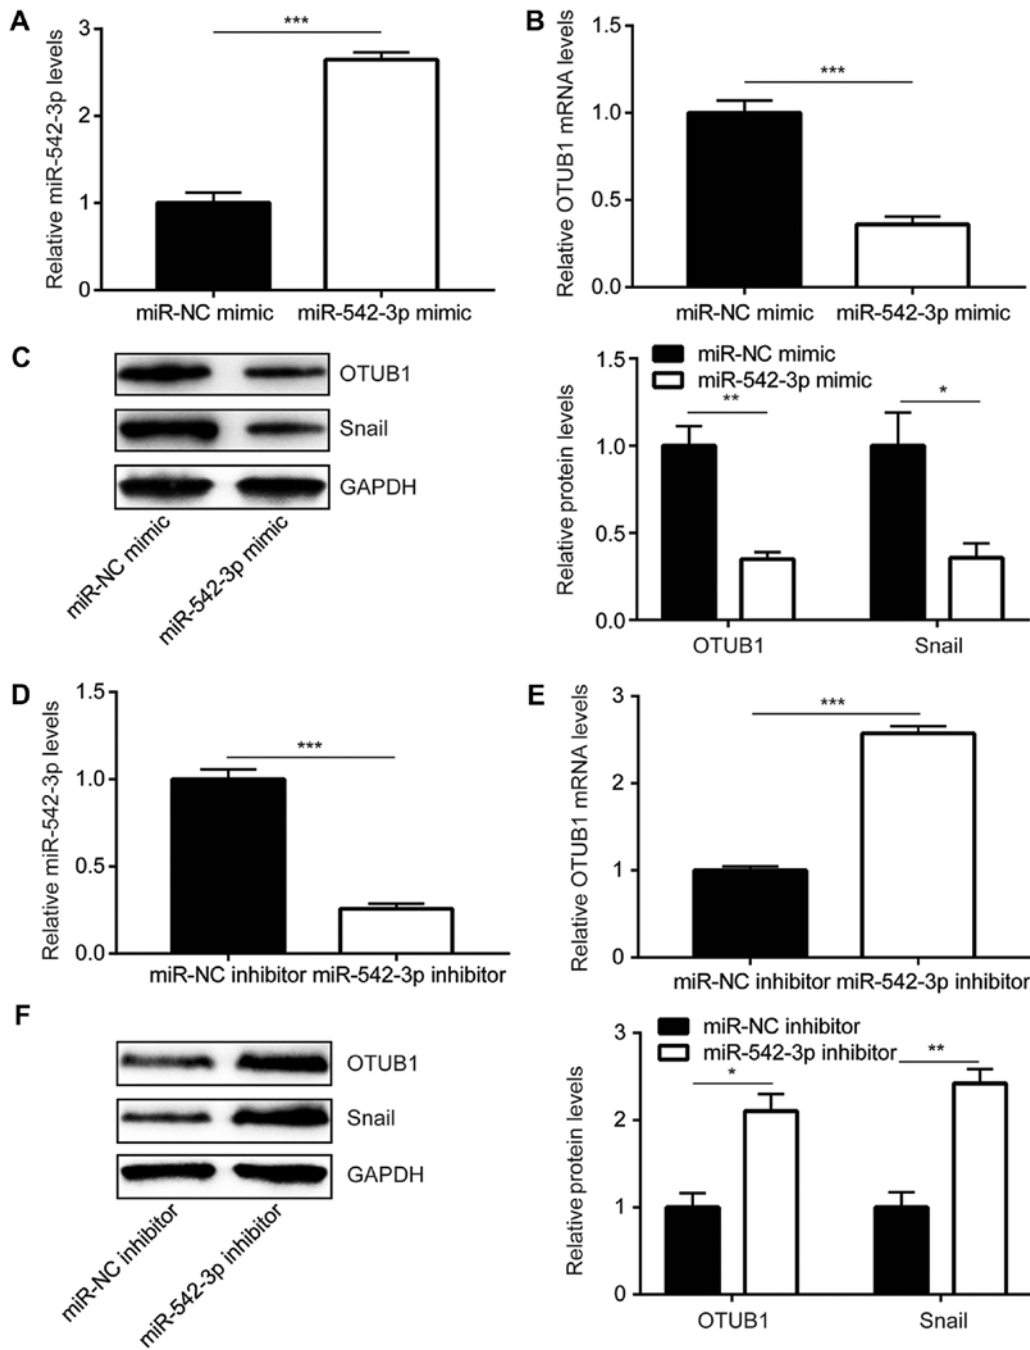 A
Relative miR-542-3p levels
3
2
1
0
***
miR-NC mimic
miR-542-3p mimic
B
Relative OTUB1 mRNA levels
1.5
1.0
0.5
0.0
***
miR-NC mimic
miR-542-3p mimic
C
OTUB1
Snail
GAPDH
miR-NC mimic
miR-542-3p mimic
miR-NC mimic
miR-542-3p mimic
Relative protein levels
1.5
1.0
0.5
0.0
**
*
OTUB1
Snail
D
Relative miR-542-3p levels
1.5
1.0
0.5
0.0
***
miR-NC inhibitor
miR-542-3p inhibitor
E
Relative OTUB1 mRNA levels
3
2
1
0
***
miR-NC inhibitor
miR-542-3p inhibitor
F
OTUB1
Snail
GAPDH
miR-NC inhibitor
miR-542-3p inhibitor
miR-NC inhibitor
miR-542-3p inhibitor
Relative protein levels
3
2
1
0
*
**
OTUB1
Snail